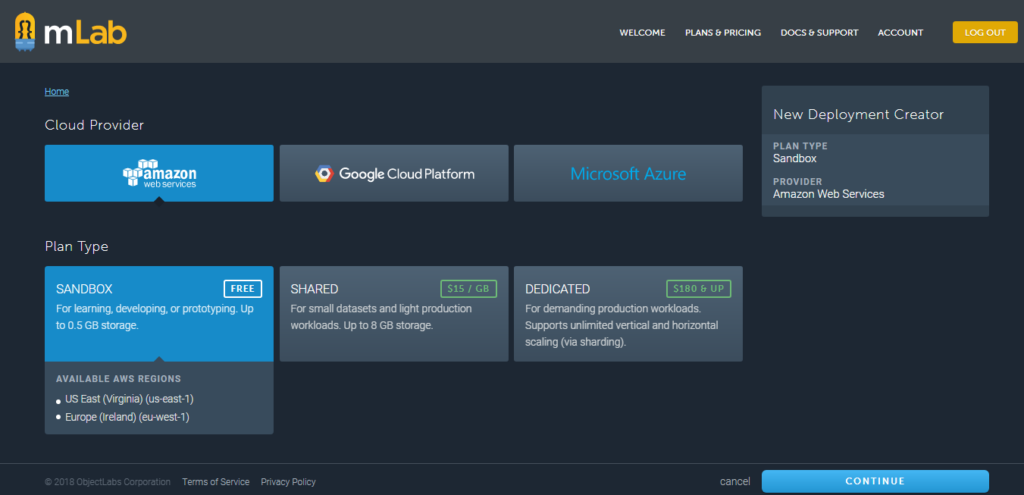 mLab
WELCOME
PLANS & PRICING
DOCS & SUPPORT
ACCOUNT
LOG OUT
Home
Cloud Provider
amazon
web services
Google Cloud Platform
Microsoft Azure
Plan Type
SANDBOX
FREE
For learning, developing, or prototyping. Up
to 0.5 GB storage.
AVAILABLE AWS REGIONS
US East (Virginia) (us-east-1)
Europe (Ireland) (eu-west-1)
SHARED
$15 / GB
For small datasets and light production
workloads. Up to 8 GB storage.
DEDICATED
$180 & UP
For demanding production workloads.
Supports unlimited vertical and horizontal
scaling (via sharding).
New Deployment Creator
PLAN TYPE
Sandbox
PROVIDER
Amazon Web Services
© 2018 ObjectLabs Corporation
Terms of Service
Privacy Policy
cancel
CONTINUE